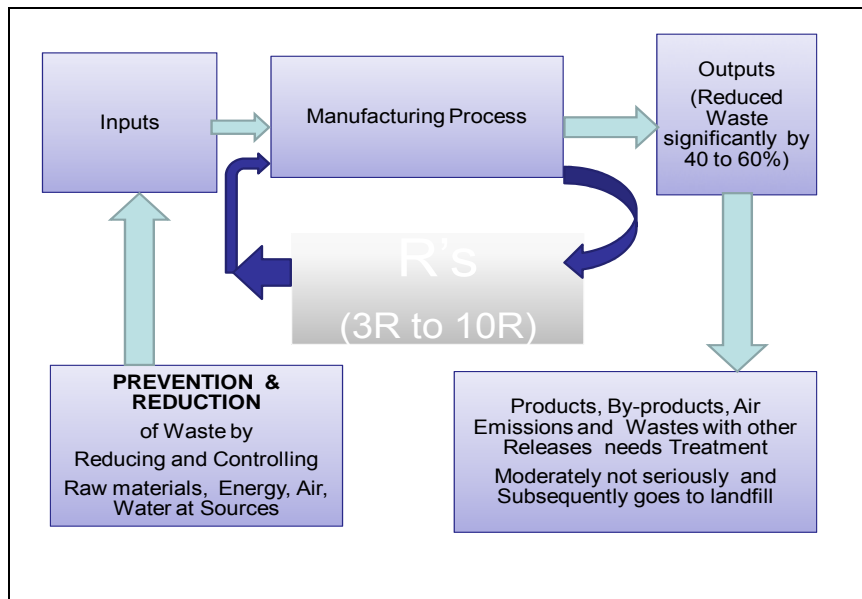 Inputs
Manufacturing Process
Outputs
(Reduced
Waste
significantly by
40 to 60%)
R's
(3R to 10R)
PREVENTION &
REDUCTION
of Waste by
Reducing and Controlling
Raw materials, Energy, Air,
Water at Sources
Products, By-products, Air
Emissions and Wastes with other
Releases needs Treatment
Moderately not seriously and
Subsequently goes to landfill